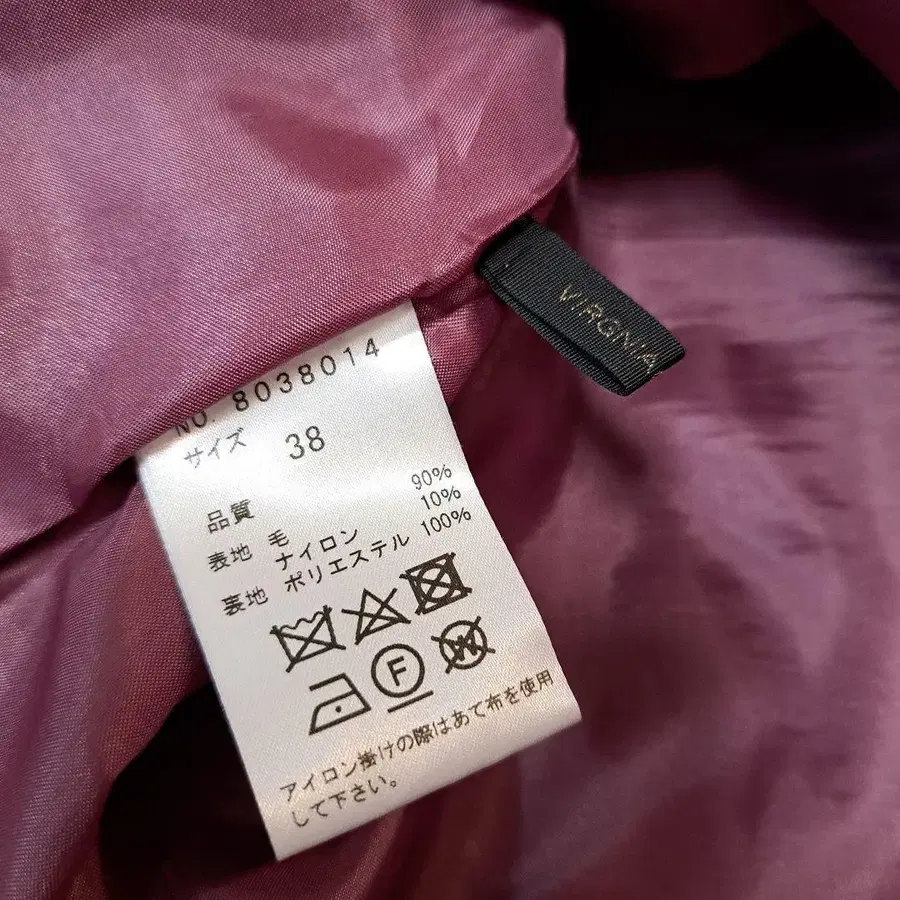 NO. 8038014
サイズ 38
品質
表地 毛 90%
ナイロン 10%
裏地 ポリエステル 100%
F
W
アイロン掛けの際はあて布を使用
して下さい。
VIRGNIA